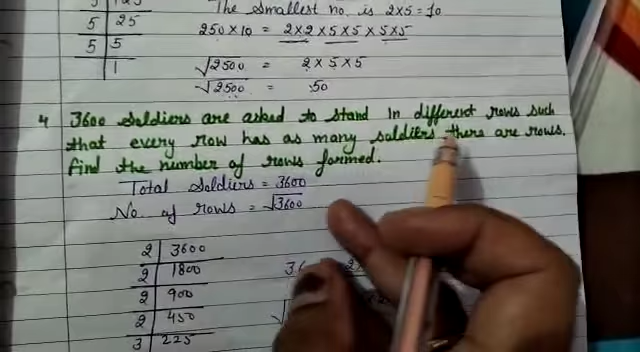 The smallest no. is 2×5=10
5 25
250×10 = 2×2×5×5×5×5
5 5
√2500 = 2×5×5
1
√2500 = 50
4 3600 soldiers are asked to stand in different rows such
that every row has as many soldiers there are rows.
Find the number of rows formed.
Total Soldiers = 3600
No. of rows = √3600
2 3600
2 1800
2 900
2 450
3 225